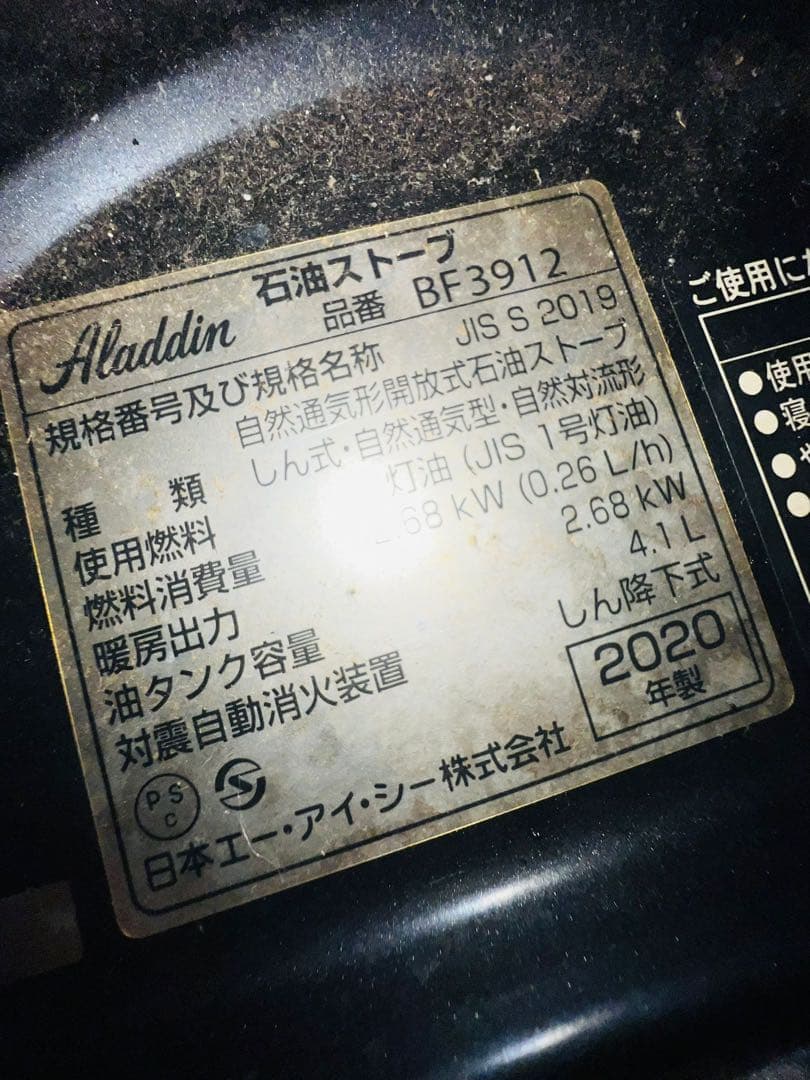 Aladdin 石油ストーブ
品番 BF3912
規格番号及び規格名称 JIS S 2019
自然通気形開放式石油ストーブ
種 類 しん式・自然通気型・自然対流形
使用燃料 灯油 (JIS 1号灯油)
燃料消費量 2.68 kW (0.26 L/h)
暖房出力 2.68 kW
油タンク容量 4.1 L
対震自動消火装置 しん降下式
2020
年製
PS
C
日本エー・アイ・シー株式会社
ご使用に
使用
寝